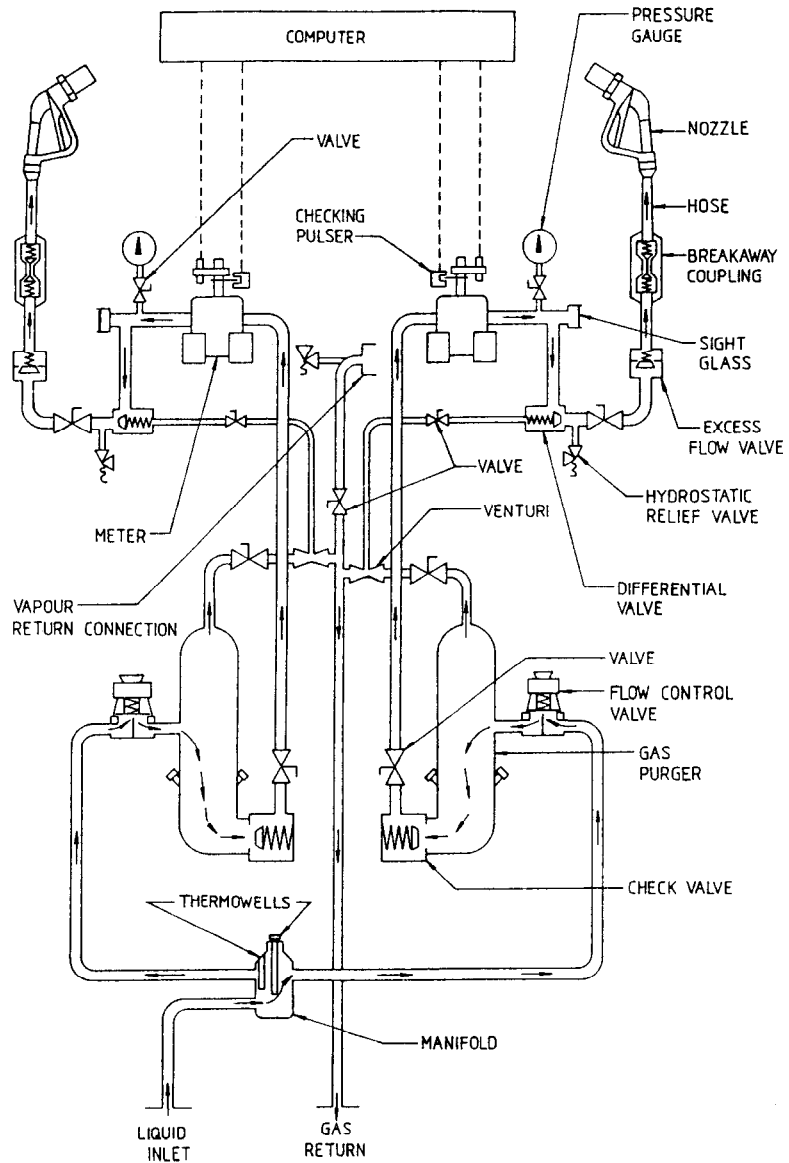 COMPUTER
PRESSURE
GAUGE
VALVE
NOZZLE
CHECKING
PULSER
HOSE
BREAKAWAY
COUPLING
SIGHT
GLASS
EXCESS
FLOW VALVE
VALVE
HYDROSTATIC
RELIEF VALVE
METER
VENTURI
DIFFERENTIAL
VALVE
VAPOUR
RETURN CONNECTION
VALVE
FLOW CONTROL
VALVE
GAS
PURGER
CHECK VALVE
THERMOWELLS
MANIFOLD
LIQUID
INLET
GAS
RETURN